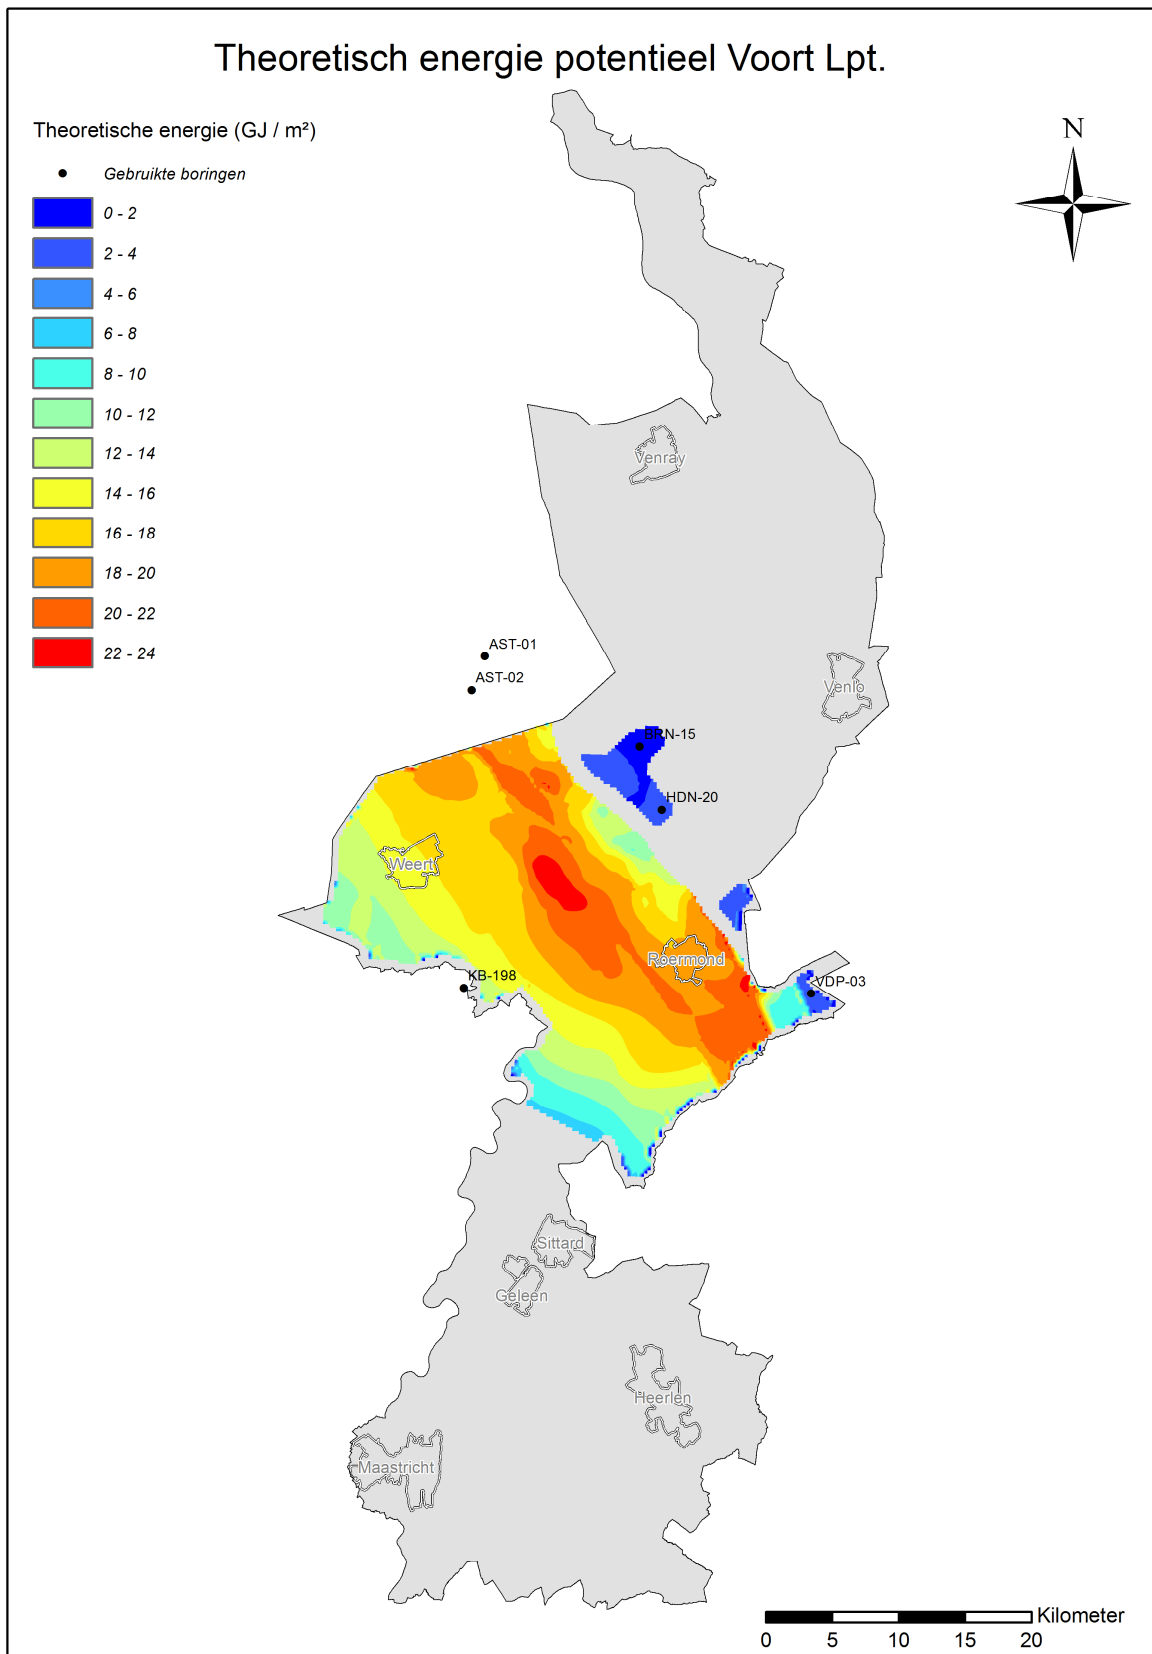 Theoretisch energie potentieel Voort Lpt.
Theoretische energie (GJ / m²)
Gebruikte boringen
0 - 2
2 - 4
4 - 6
6 - 8
8 - 10
10 - 12
12 - 14
14 - 16
16 - 18
18 - 20
20 - 22
22 - 24
N
Venray
AST-01
AST-02
Venlo
BRN-15
HDN-20
Weert
Roermond
KB-198
VDP-03
Sittard
Geleen
Heerlen
Maastricht
Kilometer
0 5 10 15 20